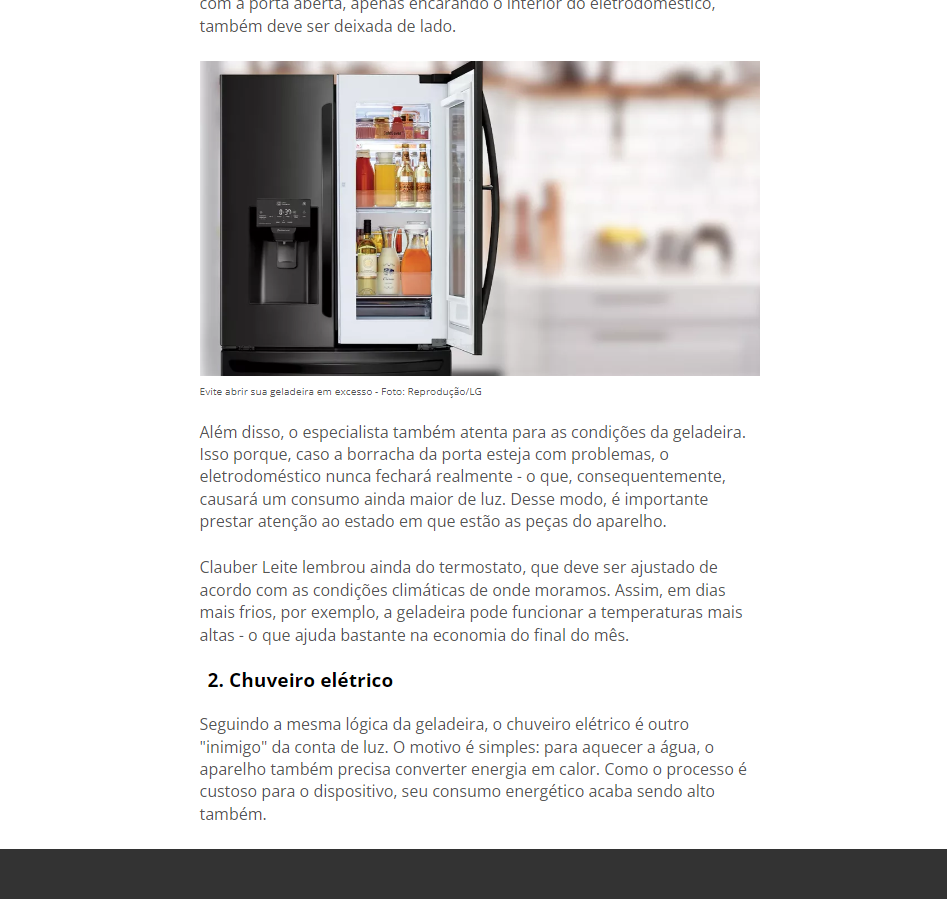 com a porta aberta, apenas encarando o interior do eletrodoméstico,
também deve ser deixada de lado.
Evite abrir sua geladeira em excesso - Foto: Reprodução/LG
Além disso, o especialista também atenta para as condições da geladeira.
Isso porque, caso a borracha da porta esteja com problemas, o
eletrodoméstico nunca fechará realmente - o que, consequentemente,
causará um consumo ainda maior de luz. Desse modo, é importante
prestar atenção ao estado em que estão as peças do aparelho.
Clauber Leite lembrou ainda do termostato, que deve ser ajustado de
acordo com as condições climáticas de onde moramos. Assim, em dias
mais frios, por exemplo, a geladeira pode funcionar a temperaturas mais
altas - o que ajuda bastante na economia do final do mês.
2. Chuveiro elétrico
Seguindo a mesma lógica da geladeira, o chuveiro elétrico é outro
"inimigo" da conta de luz. O motivo é simples: para aquecer a água, o
aparelho também precisa converter energia em calor. Como o processo é
custoso para o dispositivo, seu consumo energético acaba sendo alto
também.